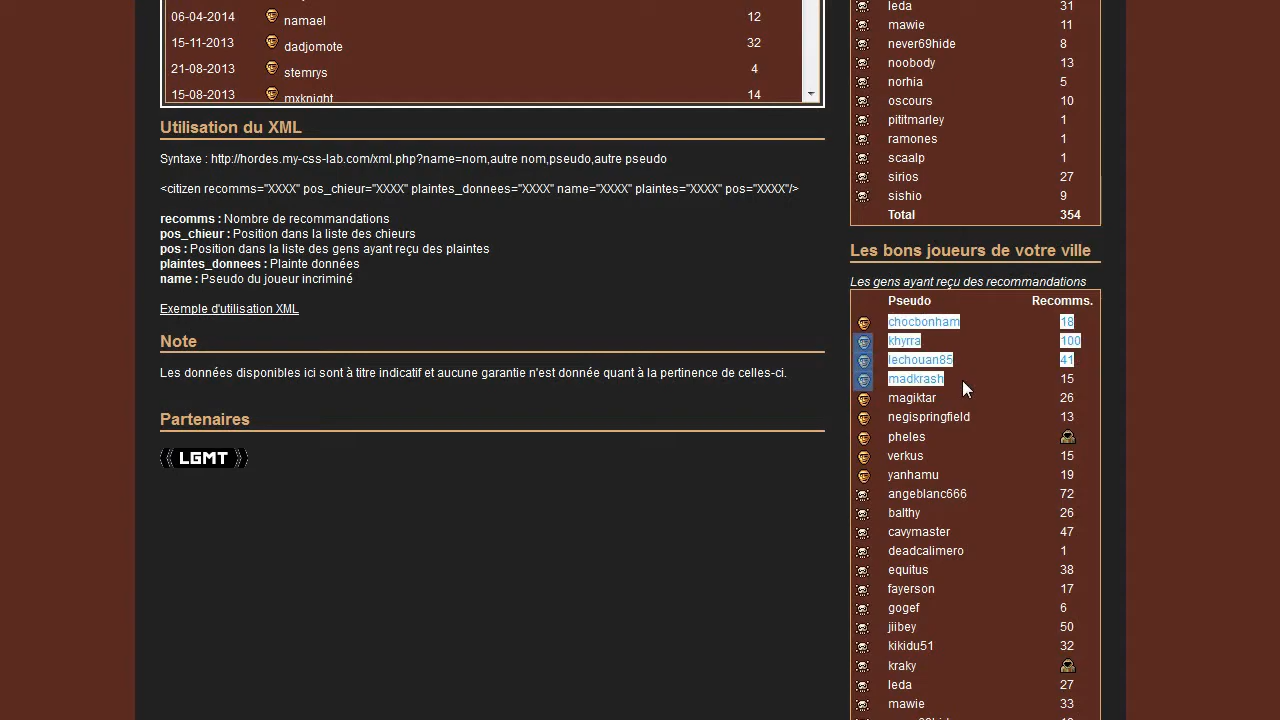 06-04-2014 namael 12
15-11-2013 dadjomote 32
21-08-2013 stemrys 4
15-08-2013 mxknight 14
Utilisation du XML
Syntaxe : http://hordes.my-css-lab.com/xml.php?name=nom,autre nom,pseudo,autre pseudo
<citizen recomms="XXXX" pos_chieur="XXXX" plaintes_donnees="XXXX" name="XXXX" plaintes="XXXX" pos="XXXX"/>
recomms : Nombre de recommandations
pos_chieur : Position dans la liste des chieurs
pos : Position dans la liste des gens ayant reçu des plaintes
plaintes_donnees : Plainte données
name : Pseudo du joueur incriminé
Exemple d'utilisation XML
Note
Les données disponibles ici sont à titre indicatif et aucune garantie n'est donnée quant à la pertinence de celles-ci.
Partenaires
LGMT
leda 31
mawie 11
never69hide 8
noobody 13
norhia 5
oscours 10
pititmarley 1
ramones 1
scaalp 1
sirios 27
sishio 9
Total 354
Les bons joueurs de votre ville
Les gens ayant reçu des recommandations
Pseudo Recomms.
chocbonham 18
khyrra 100
lechouan85 41
madkrash 15
magiktar 26
negispringfield 13
pheles
verkus 15
yanhamu 19
angeblanc666 72
balthy 26
cavymaster 47
deadcalimero 1
equitus 38
fayerson 17
gogef 6
jiibey 50
kikidu51 32
kraky
leda 27
mawie 33